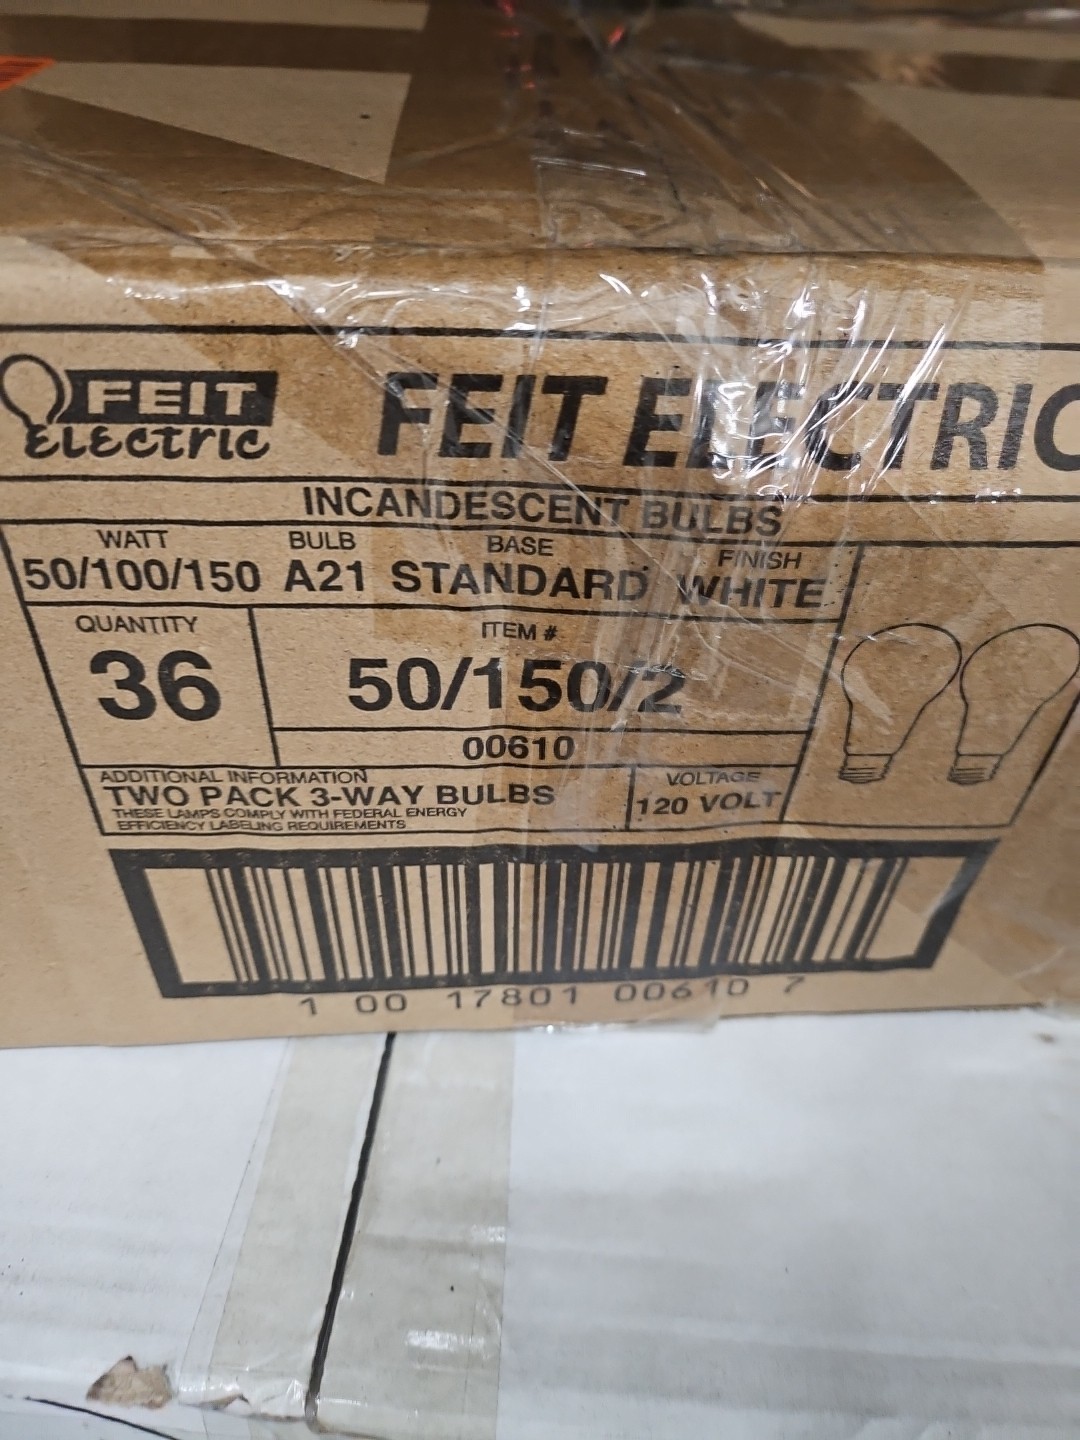 FEIT
ELECTRIC
FEIT ELECTRIC
INCANDESCENT BULBS
WATT BULB BASE FINISH
50/100/150 A21 STANDARD WHITE
QUANTITY
36
ITEM #
50/150/2
00610
ADDITIONAL INFORMATION
TWO PACK 3-WAY BULBS
THESE LAMPS COMPLY WITH FEDERAL ENERGY
EFFICIENCY LABELING REQUIREMENTS
VOLTAGE
120 VOLT
1 00 17801 00610 7